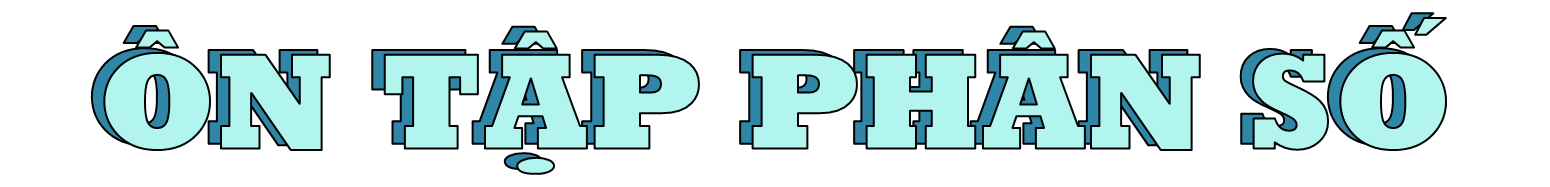 ÔN TẬP PHÂN SỐ